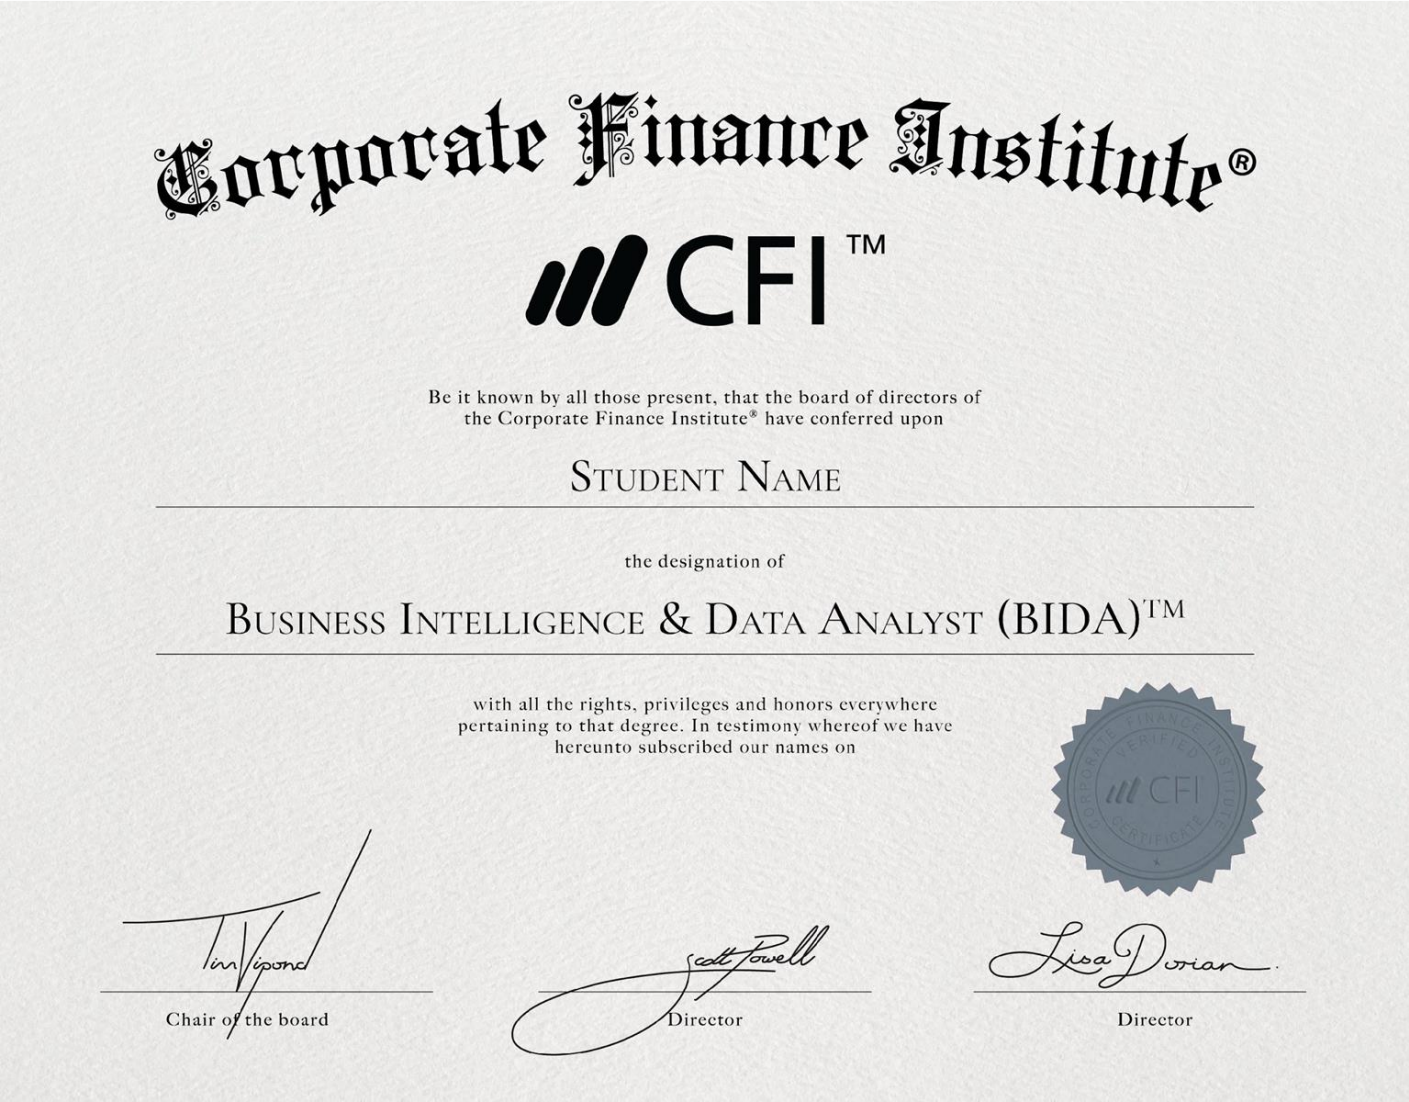 Corporate Finance Institute®
CFI™
Be it known by all those present, that the board of directors of
the Corporate Finance Institute® have conferred upon
STUDENT NAME
the designation of
BUSINESS INTELLIGENCE & DATA ANALYST (BIDA)™
with all the rights, privileges and honors everywhere
pertaining to that degree. In testimony whereof we have
hereunto subscribed our names on
CORPORATE FINANCE INSTITUTE
VERIFIED
CFI
CERTIFICATE
Tim Vipond
Scott Powell
Lisa Dorian
Chair of the board
Director
Director